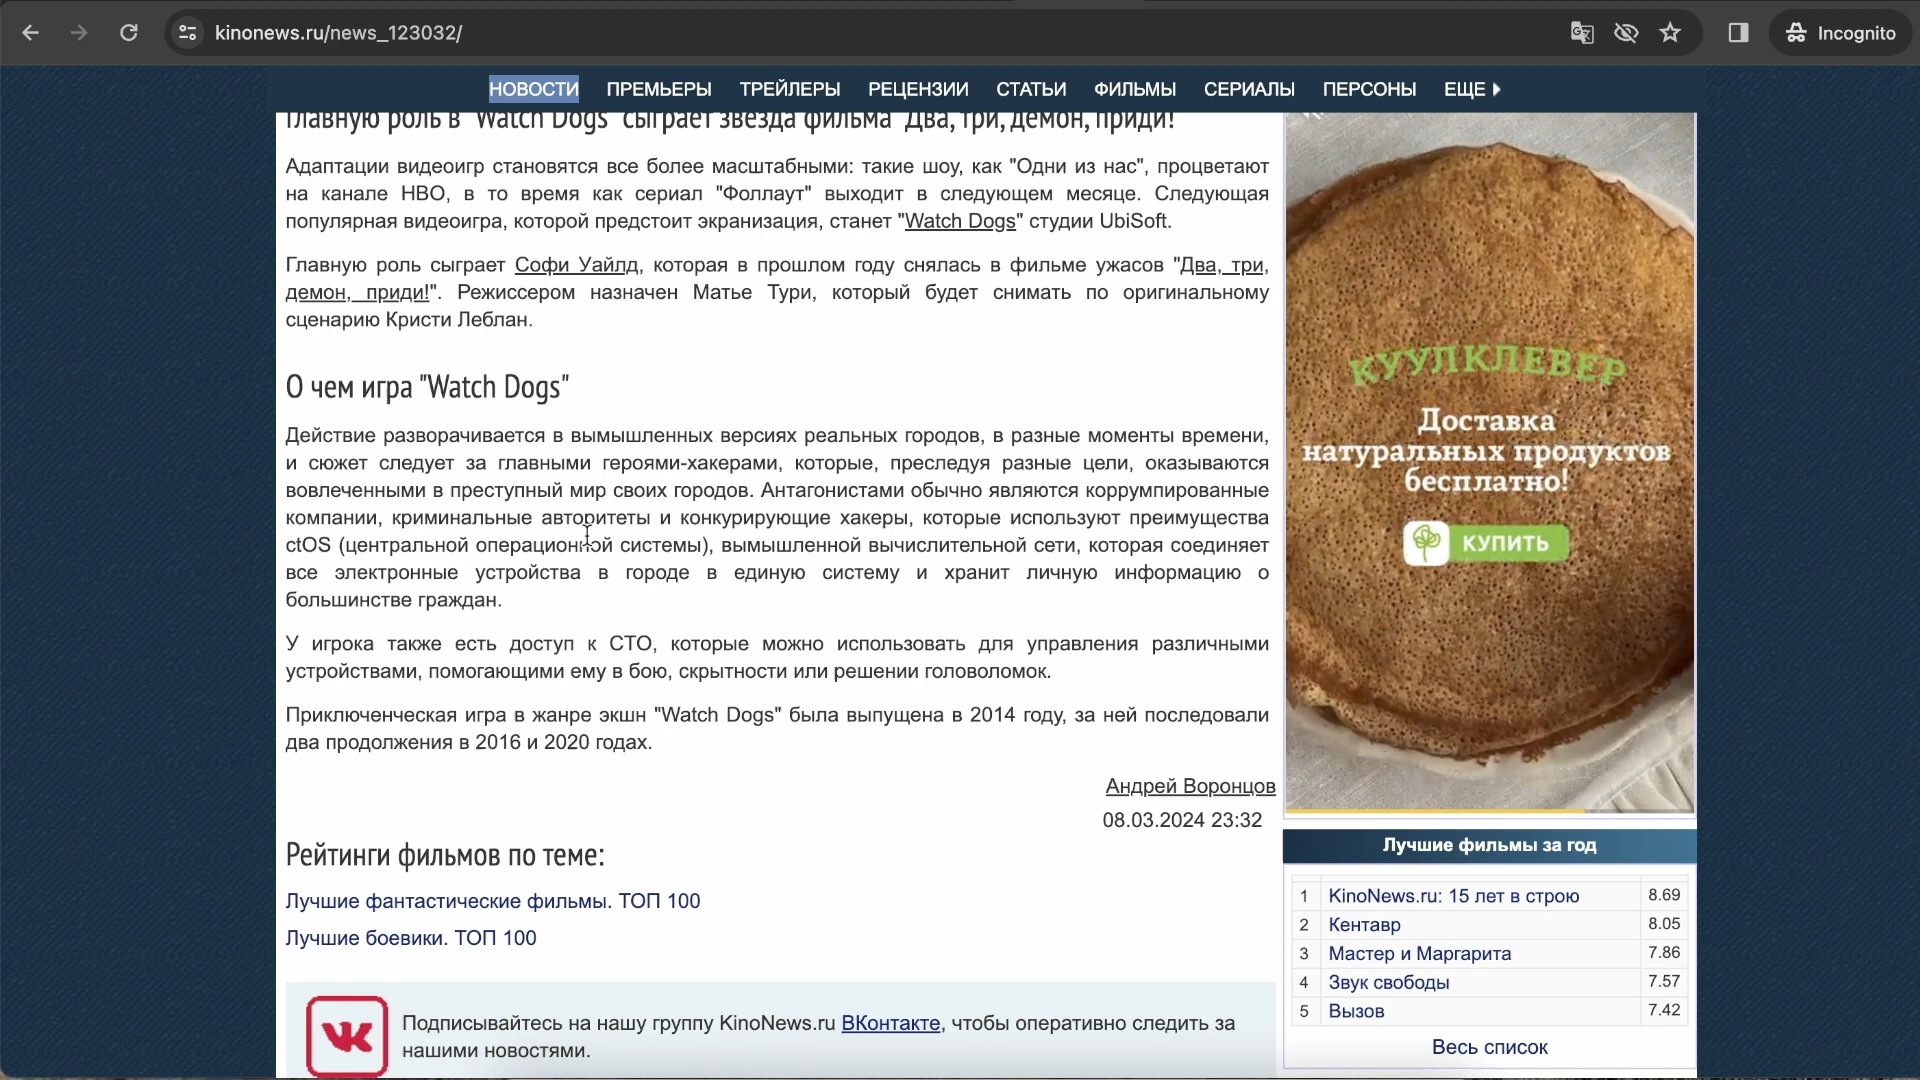 kinonews.ru/news_123032/
Incognito
НОВОСТИ ПРЕМЬЕРЫ ТРЕЙЛЕРЫ РЕЦЕНЗИИ СТАТЬИ ФИЛЬМЫ СЕРИАЛЫ ПЕРСОНЫ ЕЩЕ
Главную роль в "Watch Dogs" сыграет звезда фильма "Два, три, демон, приди!"
Адаптации видеоигр становятся все более масштабными: такие шоу, как "Одни из нас", процветают
на канале HBO, в то время как сериал "Фоллаут" выходит в следующем месяце. Следующая
популярная видеоигра, которой предстоит экранизация, станет "Watch Dogs" студии UbiSoft.
Главную роль сыграет Софи Уайлд, которая в прошлом году снялась в фильме ужасов "Два, три,
демон, приди!". Режиссером назначен Матье Тури, который будет снимать по оригинальному
сценарию Кристи Леблан.
О чем игра "Watch Dogs"
Действие разворачивается в вымышленных версиях реальных городов, в разные моменты времени,
и сюжет следует за главными героями-хакерами, которые, преследуя разные цели, оказываются
вовлеченными в преступный мир своих городов. Антагонистами обычно являются коррумпированные
компании, криминальные авторитеты и конкурирующие хакеры, которые используют преимущества
ctOS (центральной операционной системы), вымышленной вычислительной сети, которая соединяет
все электронные устройства в городе в единую систему и хранит личную информацию о
большинстве граждан.
У игрока также есть доступ к СТО, которые можно использовать для управления различными
устройствами, помогающими ему в бою, скрытности или решении головоломок.
Приключенческая игра в жанре экшн "Watch Dogs" была выпущена в 2014 году, за ней последовали
два продолжения в 2016 и 2020 годах.
Андрей Воронцов
08.03.2024 23:32
Рейтинги фильмов по теме:
Лучшие фантастические фильмы. ТОП 100
Лучшие боевики. ТОП 100
Подписывайтесь на нашу группу KinoNews.ru ВКонтакте, чтобы оперативно следить за
нашими новостями.
КУУЛКЛЕВЕР
Доставка
натуральных продуктов
бесплатно!
КУПИТЬ
Лучшие фильмы за год
1 KinoNews.ru: 15 лет в строю 8.69
2 Кентавр 8.05
3 Мастер и Маргарита 7.86
4 Звук свободы 7.57
5 Вызов 7.42
Весь список